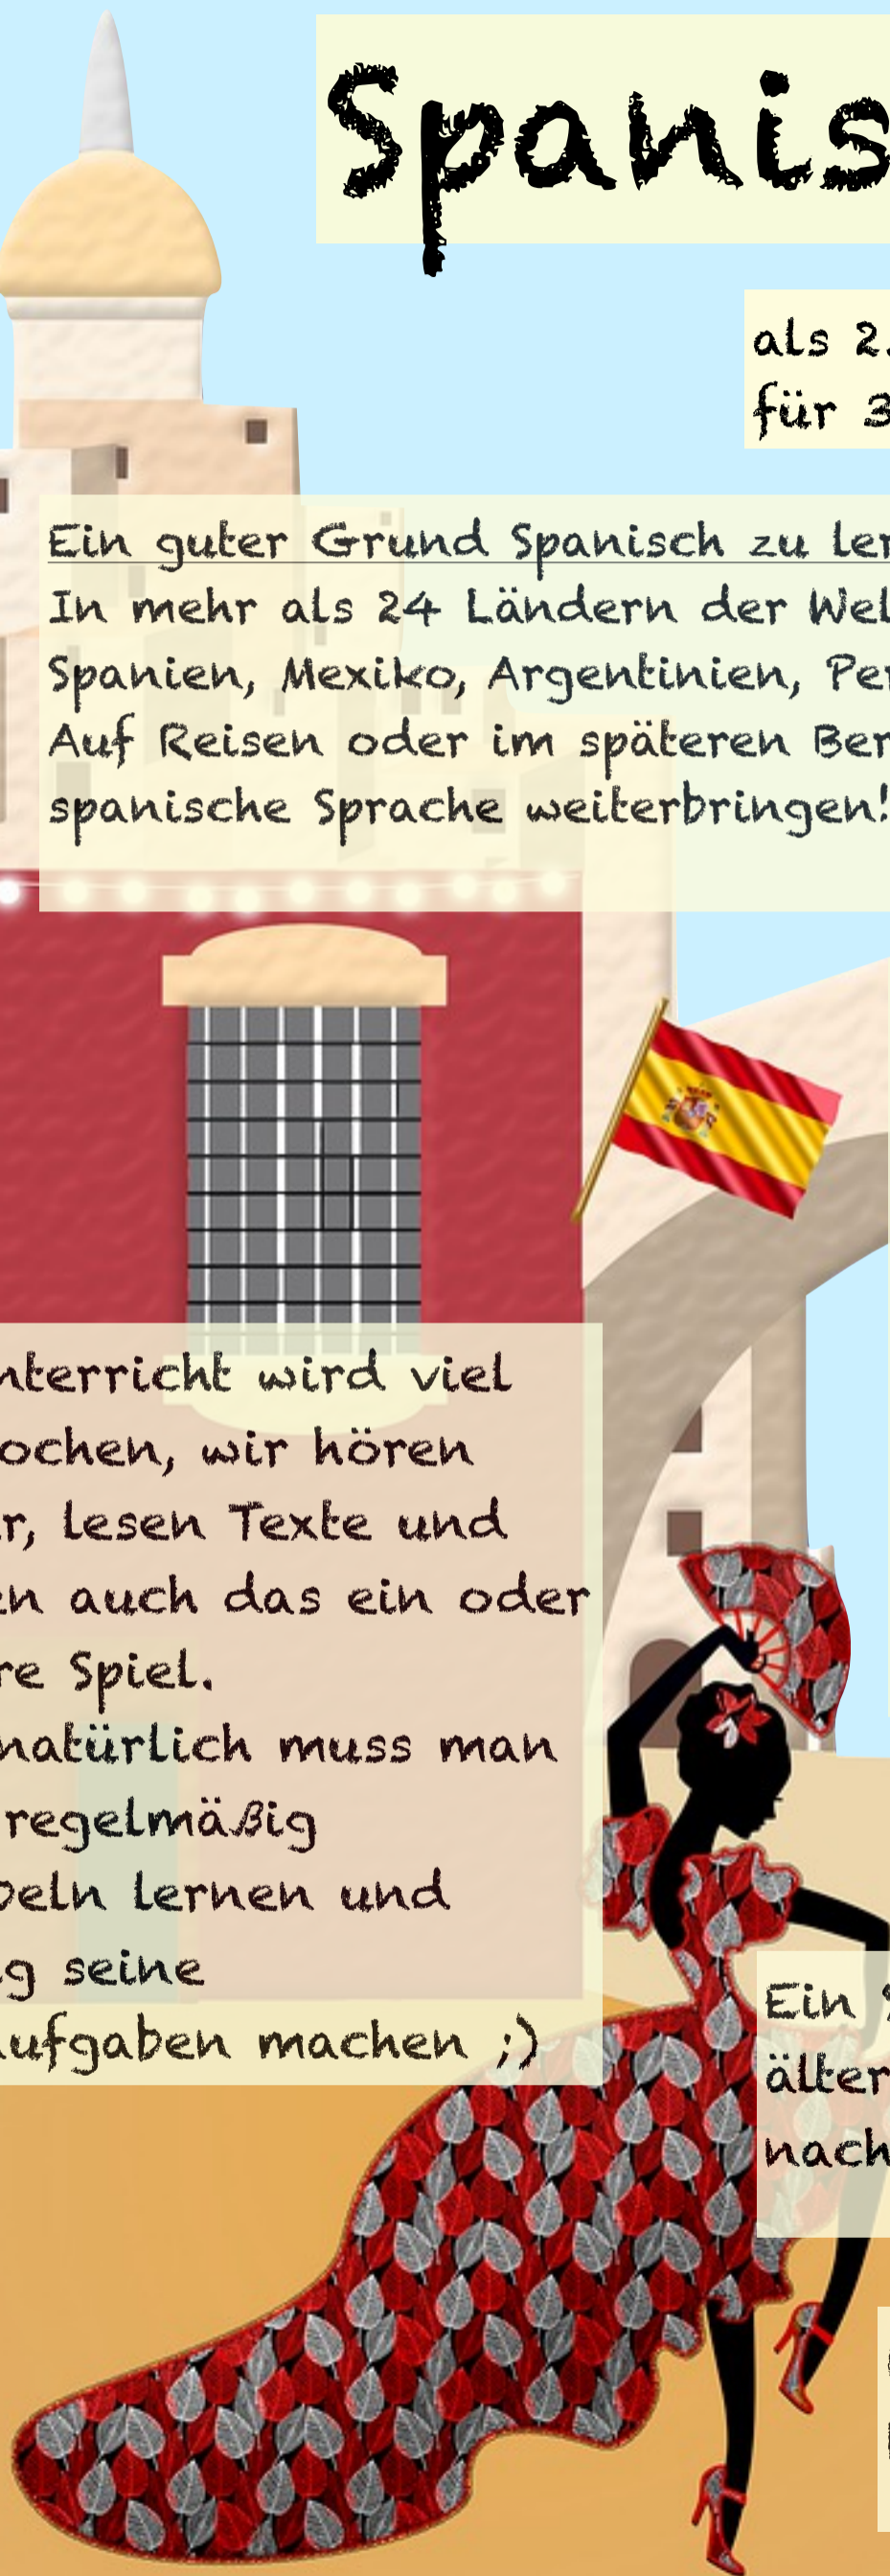 Spanis
als 2.
für 3
Ein guter Grund Spanisch zu ler
In mehr als 24 Ländern der Wel
Spanien, Mexiko, Argentinien, Per
Auf Reisen oder im späteren Ber
spanische Sprache weiterbringen!
nterricht wird viel
ochen, wir hören
r, lesen Texte und
en auch das ein oder
re Spiel.
natürlich muss man
regelmäßig
beln lernen und
ig seine
ufgaben machen ;)
Ein
älter
nach